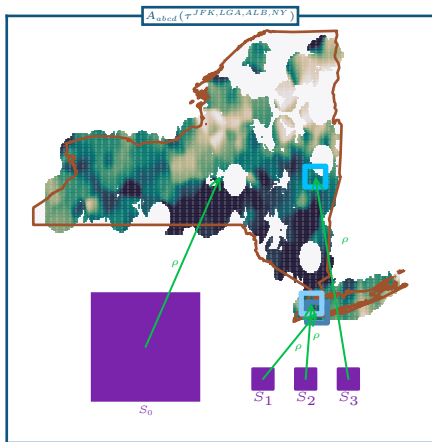 A_{abcd}(τ^{JFK,LGA,ALB,NY})
ρ
ρ
ρ
ρ
S_0
S_1
S_2
S_3